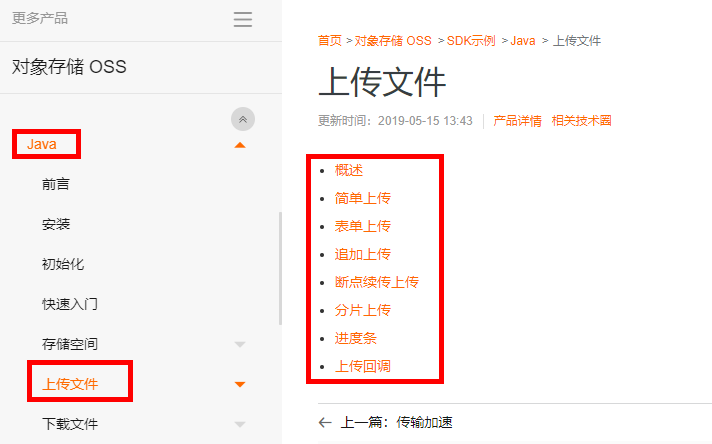 更多产品
对象存储 OSS
Java
前言
安装
初始化
快速入门
存储空间
上传文件
下载文件
首页 > 对象存储 OSS > SDK示例 > Java > 上传文件
上传文件
更新时间：2019-05-15 13:43 产品详情 相关技术圈
概述
简单上传
表单上传
追加上传
断点续传上传
分片上传
进度条
上传回调
上一篇：传输加速